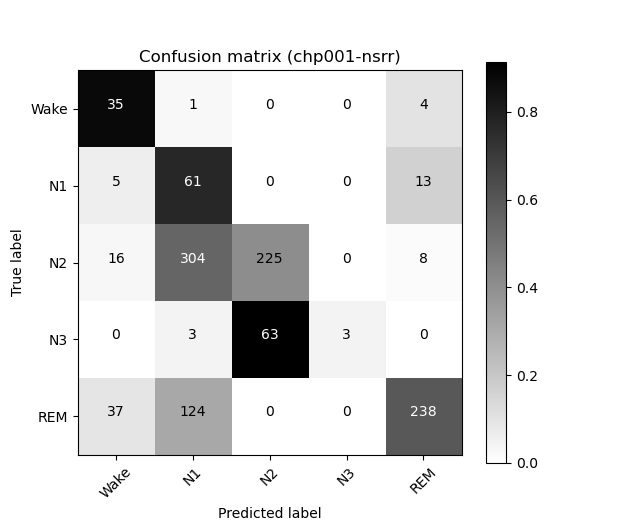 Confusion matrix (chp001-nsrr)
Wake 35 1 0 0 4
N1 5 61 0 0 13
N2 16 304 225 0 8
N3 0 3 63 3 0
REM 37 124 0 0 238
Wake N1 N2 N3 REM
Predicted label
True label
0.8
0.6
0.4
0.2
0.0